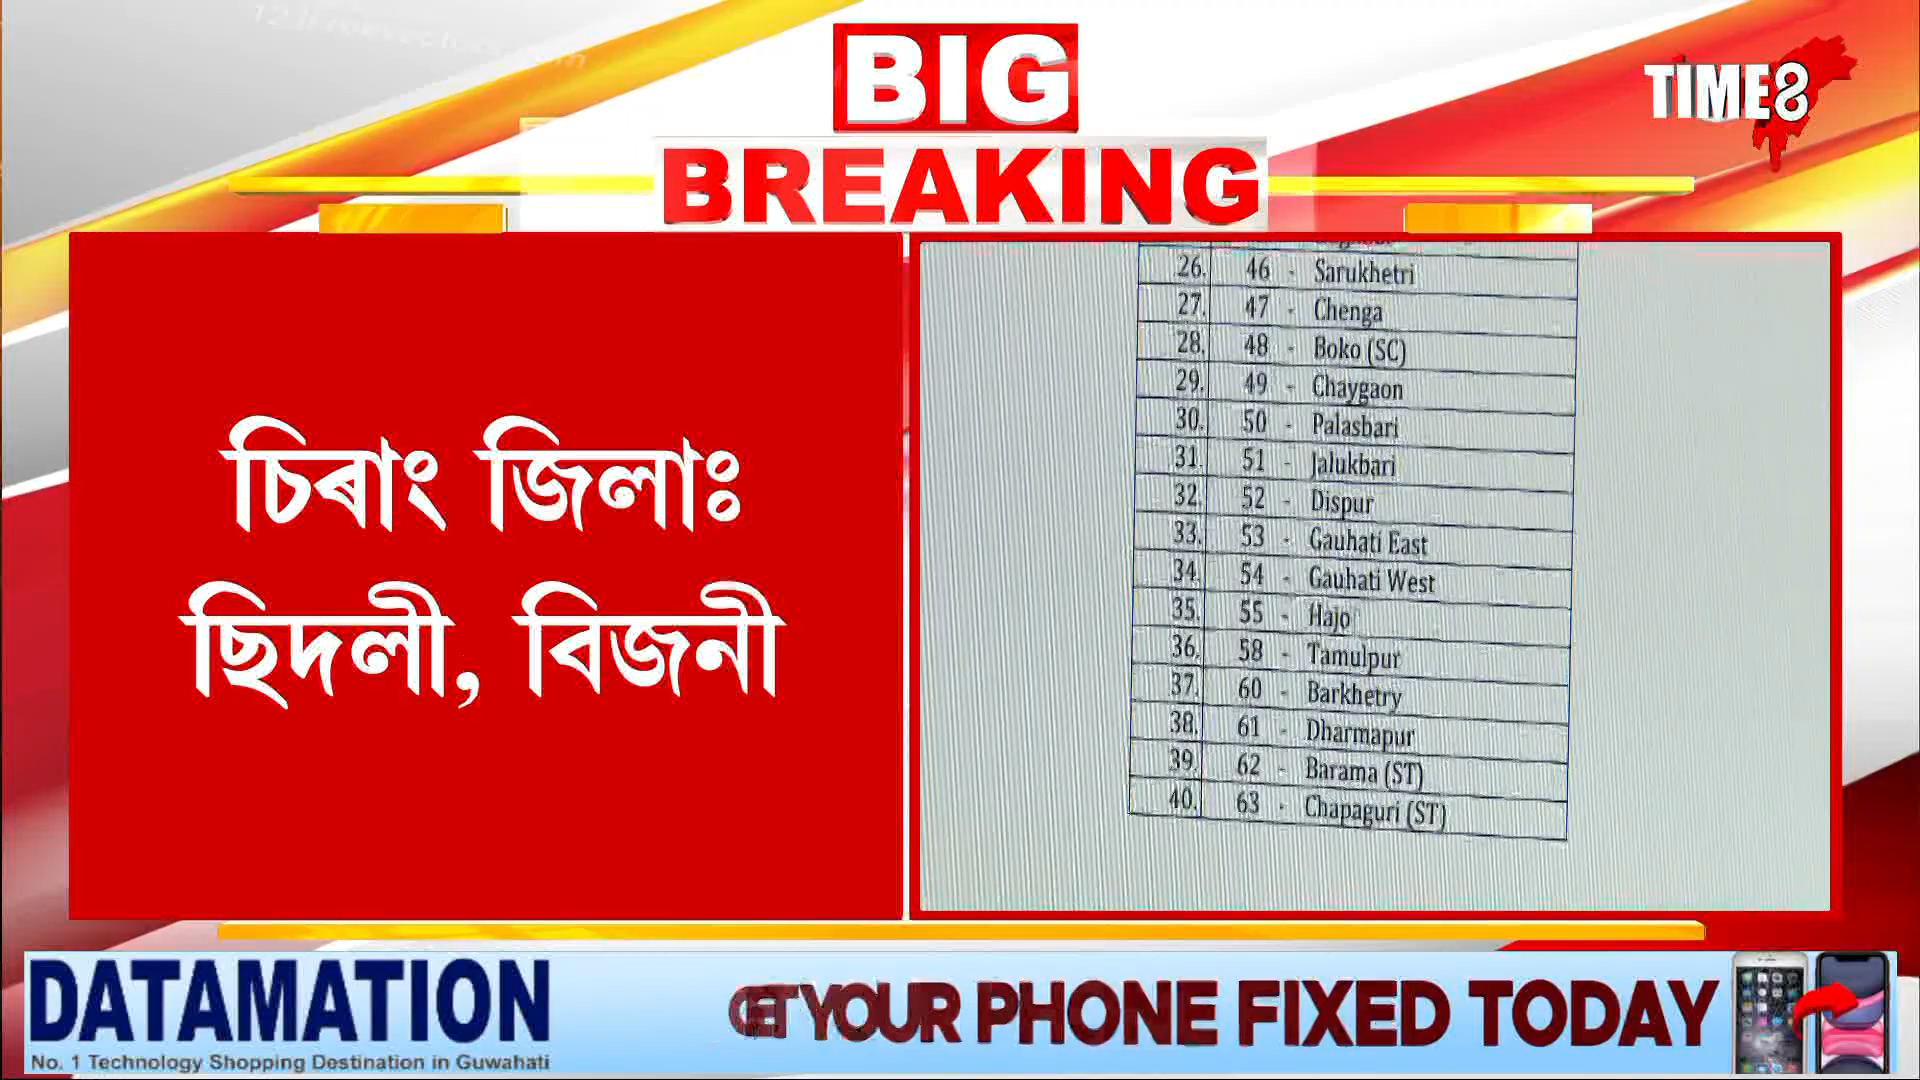 BIG
BREAKING
TIME8
চিৰাং জিলাঃ
ছিদলী, বিজনী
26. 46 - Sarukhetri
27. 47 - Chenga
28. 48 - Boko (SC)
29. 49 - Chaygaon
30. 50 - Palasbari
31. 51 - Jalukbari
32. 52 - Dispur
33. 53 - Gauhati East
34. 54 - Gauhati West
35. 55 - Hajo
36. 58 - Tamulpur
37. 60 - Barkhetry
38. 61 - Dharmapur
39. 62 - Barama (ST)
40. 63 - Chapaguri (ST)
DATAMATION
No. 1 Technology Shopping Destination in Guwahati
GET YOUR PHONE FIXED TODAY